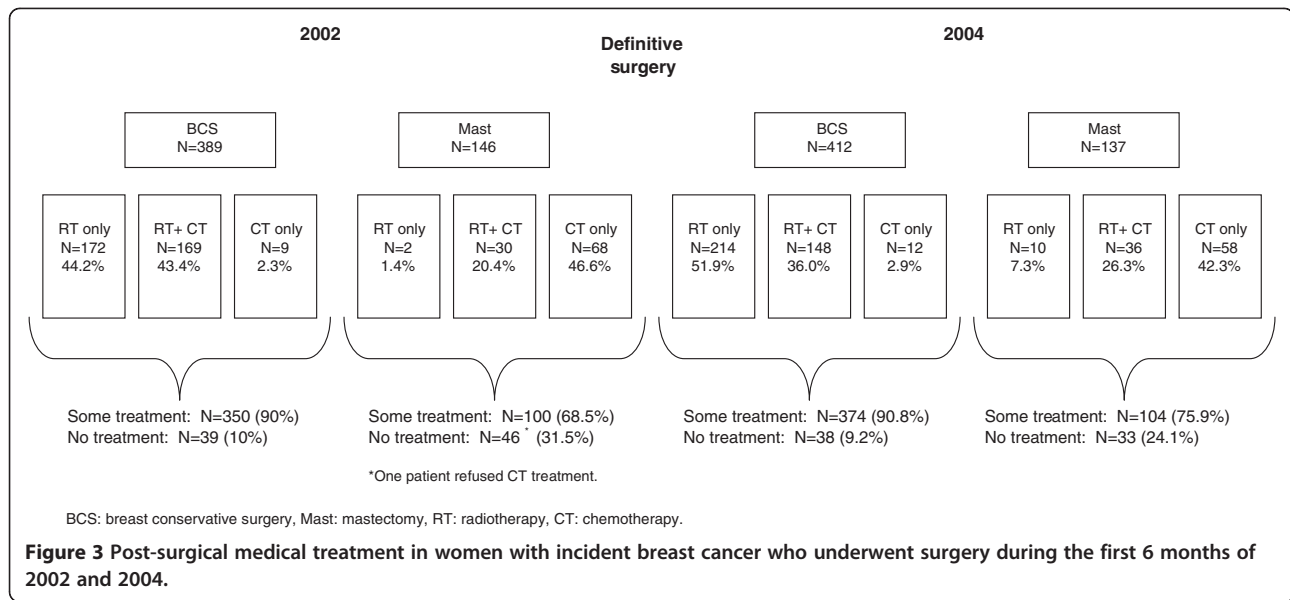 2002
Definitive
surgery
2004
BCS
N=389
Mast
N=146
BCS
N=412
Mast
N=137
RT only
N=172
44.2%
RT+ CT
N=169
43.4%
CT only
N=9
2.3%
RT only
N=2
1.4%
RT+ CT
N=30
20.4%
CT only
N=68
46.6%
RT only
N=214
51.9%
RT+ CT
N=148
36.0%
CT only
N=12
2.9%
RT only
N=10
7.3%
RT+ CT
N=36
26.3%
CT only
N=58
42.3%
Some treatment: N=350 (90%)
No treatment: N=39 (10%)
Some treatment: N=100 (68.5%)
No treatment: N=46 * (31.5%)
Some treatment: N=374 (90.8%)
No treatment: N=38 (9.2%)
Some treatment: N=104 (75.9%)
No treatment: N=33 (24.1%)
*One patient refused CT treatment.
BCS: breast conservative surgery, Mast: mastectomy, RT: radiotherapy, CT: chemotherapy.
Figure 3 Post-surgical medical treatment in women with incident breast cancer who underwent surgery during the first 6 months of
2002 and 2004.